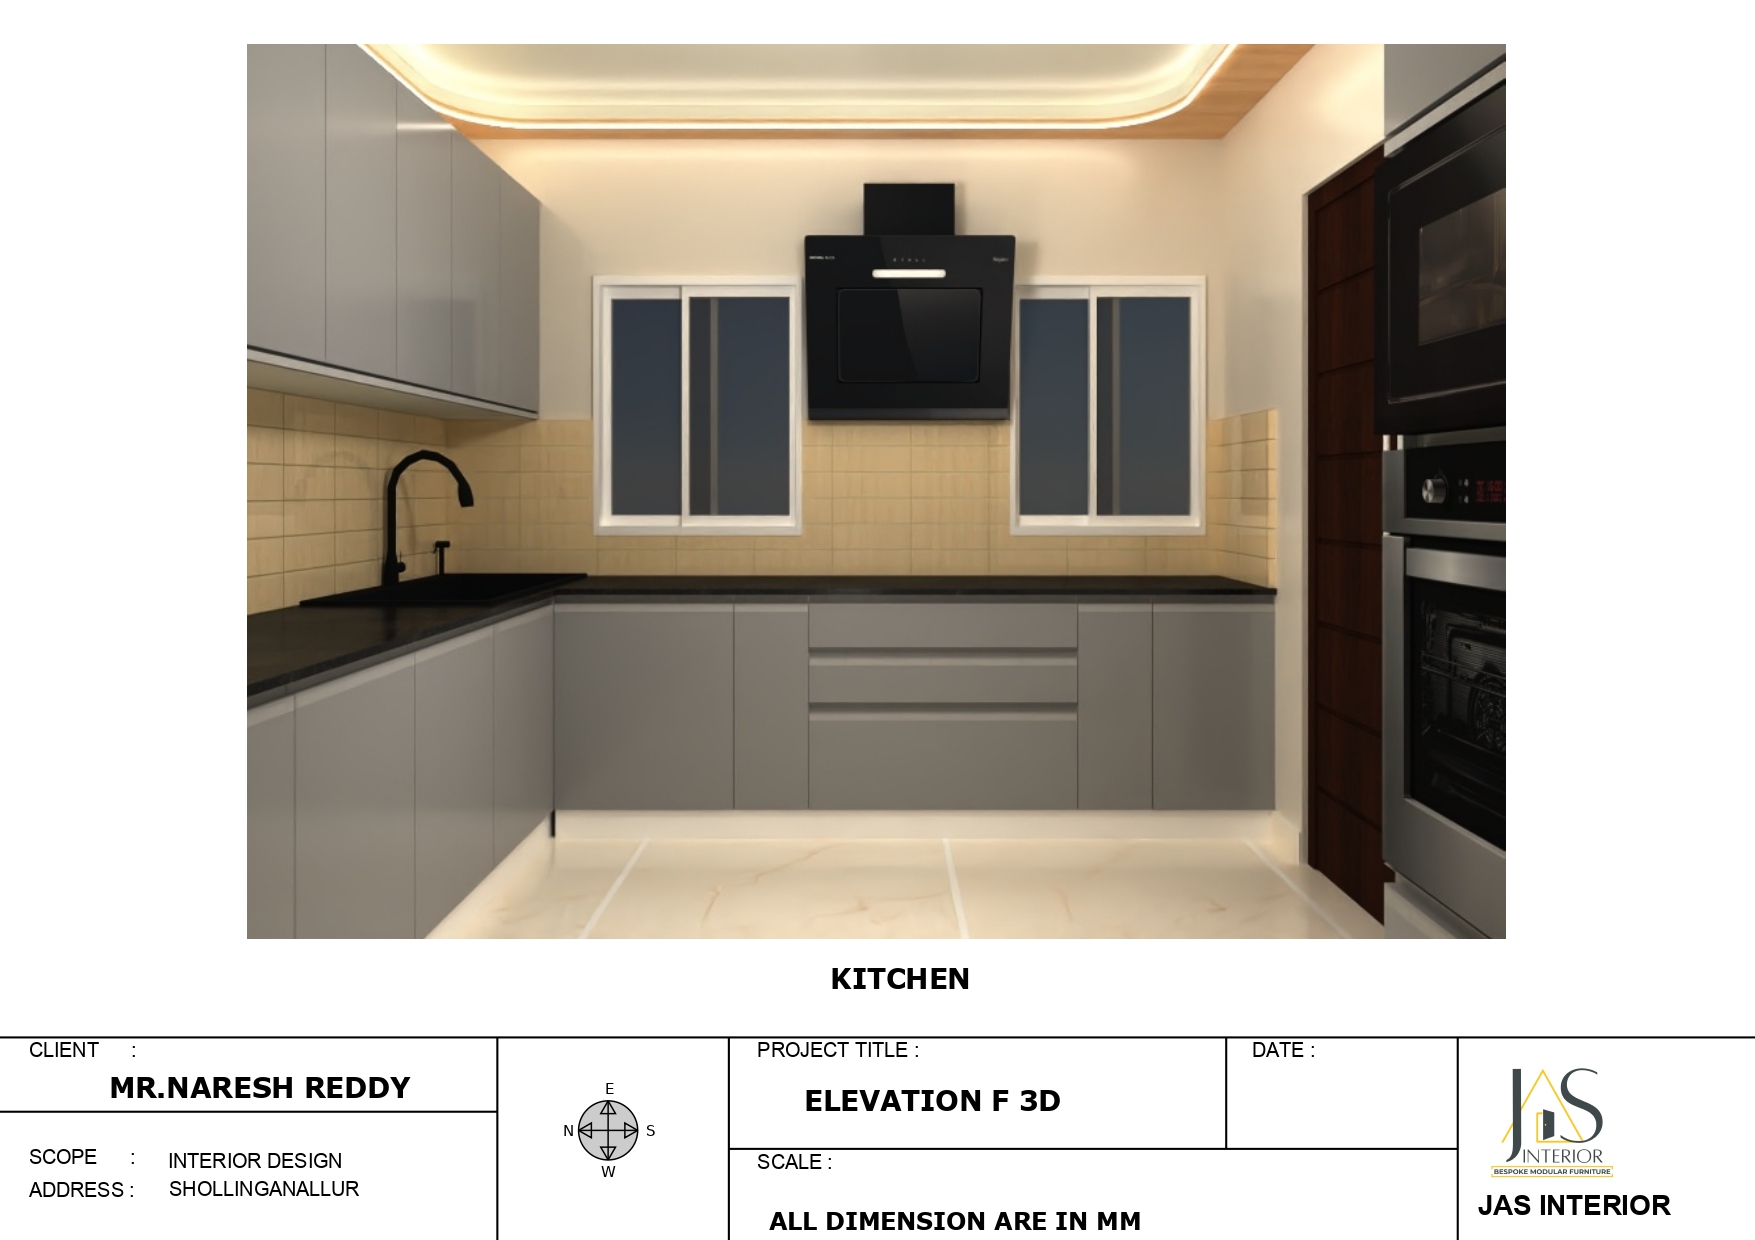 KITCHEN
CLIENT :
MR.NARESH REDDY
SCOPE : INTERIOR DESIGN
ADDRESS : SHOLLINGANALLUR
E
N S
W
PROJECT TITLE :
ELEVATION F 3D
DATE :
SCALE :
ALL DIMENSION ARE IN MM
JAS
INTERIOR
BESPOKE MODULAR FURNITURE
JAS INTERIOR